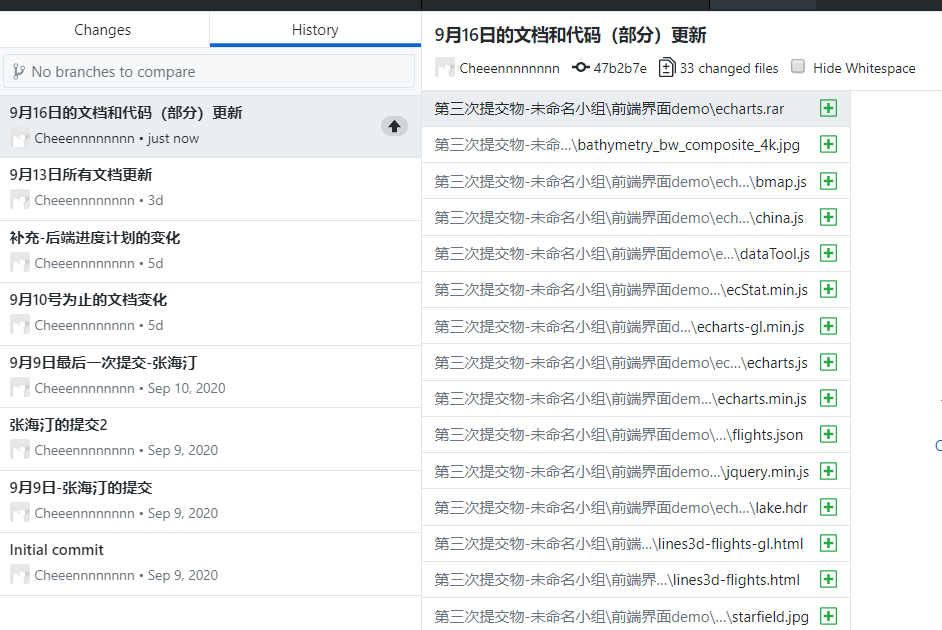 Changes
History
No branches to compare
9月16日的文档和代码（部分）更新
Cheeennnnnnnn • just now
9月13日所有文档更新
Cheeennnnnnnn • 3d
补充-后端进度计划的变化
Cheeennnnnnnn • 5d
9月10号为止的文档变化
Cheeennnnnnnn • 5d
9月9日最后一次提交-张海汀
Cheeennnnnnnn • Sep 10, 2020
张海汀的提交2
Cheeennnnnnnn • Sep 9, 2020
9月9日-张海汀的提交
Cheeennnnnnnn • Sep 9, 2020
Initial commit
Cheeennnnnnnn • Sep 9, 2020
9月16日的文档和代码（部分）更新
Cheeennnnnnnn 47b2b7e 33 changed files Hide Whitespace
第三次提交物-未命名小组\前端界面demo\echarts.rar
第三次提交物-未命...\bathymetry_bw_composite_4k.jpg
第三次提交物-未命名小组\前端界面demo\ech...\bmap.js
第三次提交物-未命名小组\前端界面demo\ech...\china.js
第三次提交物-未命名小组\前端界面demo\e...\dataTool.js
第三次提交物-未命名小组\前端界面demo...\ecStat.min.js
第三次提交物-未命名小组\前端界面d...\echarts-gl.min.js
第三次提交物-未命名小组\前端界面demo\ec...\echarts.js
第三次提交物-未命名小组\前端界面dem...\echarts.min.js
第三次提交物-未命名小组\前端界面demo\...\flights.json
第三次提交物-未命名小组\前端界面demo...\jquery.min.js
第三次提交物-未命名小组\前端界面demo\ech...\lake.hdr
第三次提交物-未命名小组\前端...\lines3d-flights-gl.html
第三次提交物-未命名小组\前端界...\lines3d-flights.html
第三次提交物-未命名小组\前端界面demo\...\starfield.jpg